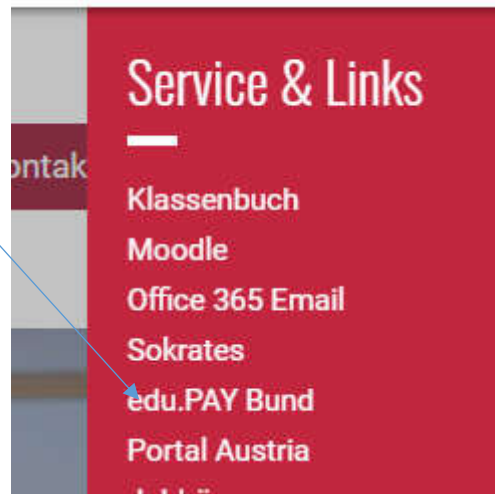 Service & Links
ontak
Klassenbuch
Moodle
Office 365 Email
Sokrates
edu.PAY Bund
Portal Austria